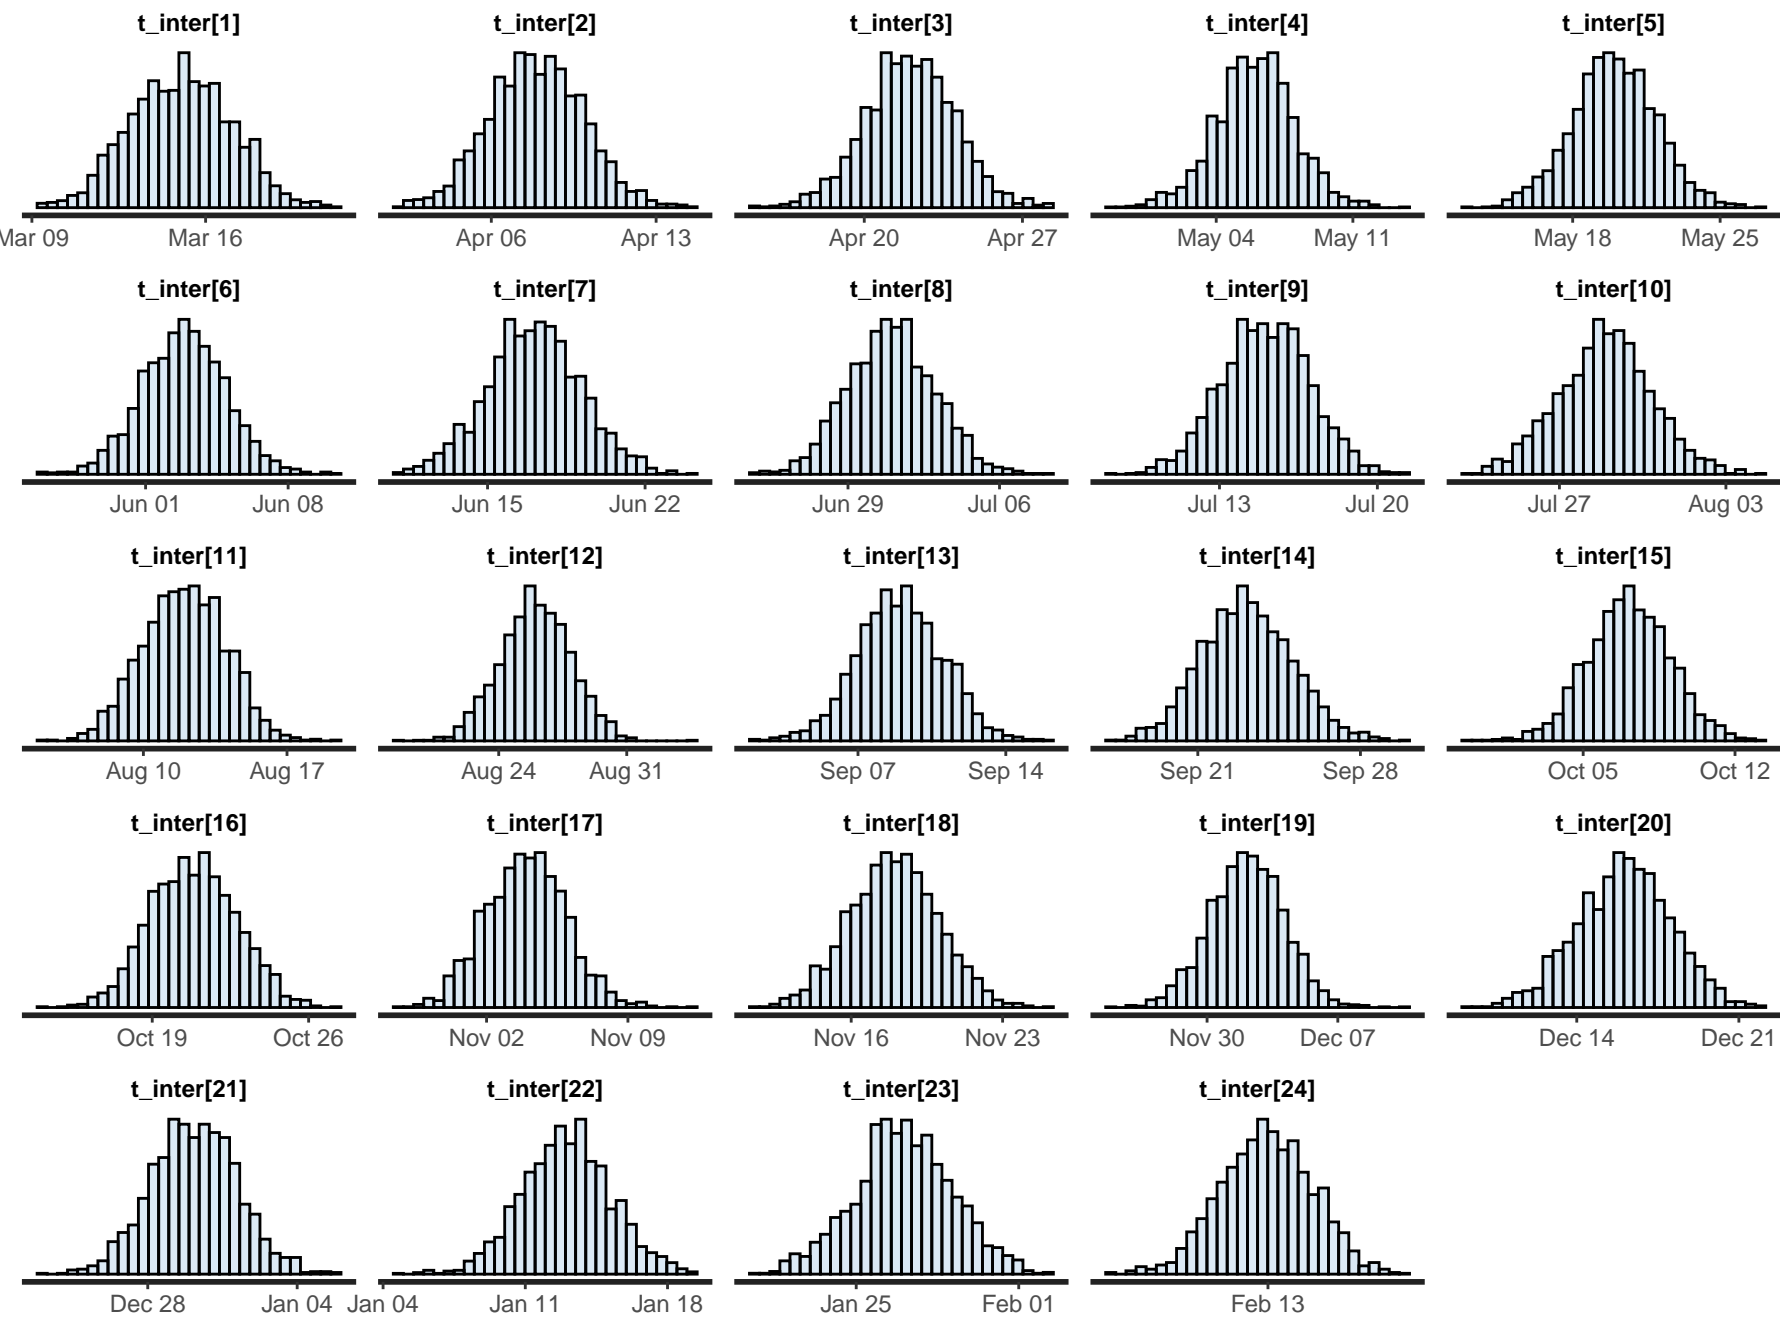 t_inter[1] t_inter[2] t_inter[3] t_inter[4] t_inter[5]
Mar 09 Mar 16 Apr 06 Apr 13 Apr 20 Apr 27 May 04 May 11 May 18 May 25
t_inter[6] t_inter[7] t_inter[8] t_inter[9] t_inter[10]
Jun 01 Jun 08 Jun 15 Jun 22 Jun 29 Jul 06 Jul 13 Jul 20 Jul 27 Aug 03
t_inter[11] t_inter[12] t_inter[13] t_inter[14] t_inter[15]
Aug 10 Aug 17 Aug 24 Aug 31 Sep 07 Sep 14 Sep 21 Sep 28 Oct 05 Oct 12
t_inter[16] t_inter[17] t_inter[18] t_inter[19] t_inter[20]
Oct 19 Oct 26 Nov 02 Nov 09 Nov 16 Nov 23 Nov 30 Dec 07 Dec 14 Dec 21
t_inter[21] t_inter[22] t_inter[23] t_inter[24]
Dec 28 Jan 04 Jan 04 Jan 11 Jan 18 Jan 25 Feb 01 Feb 13